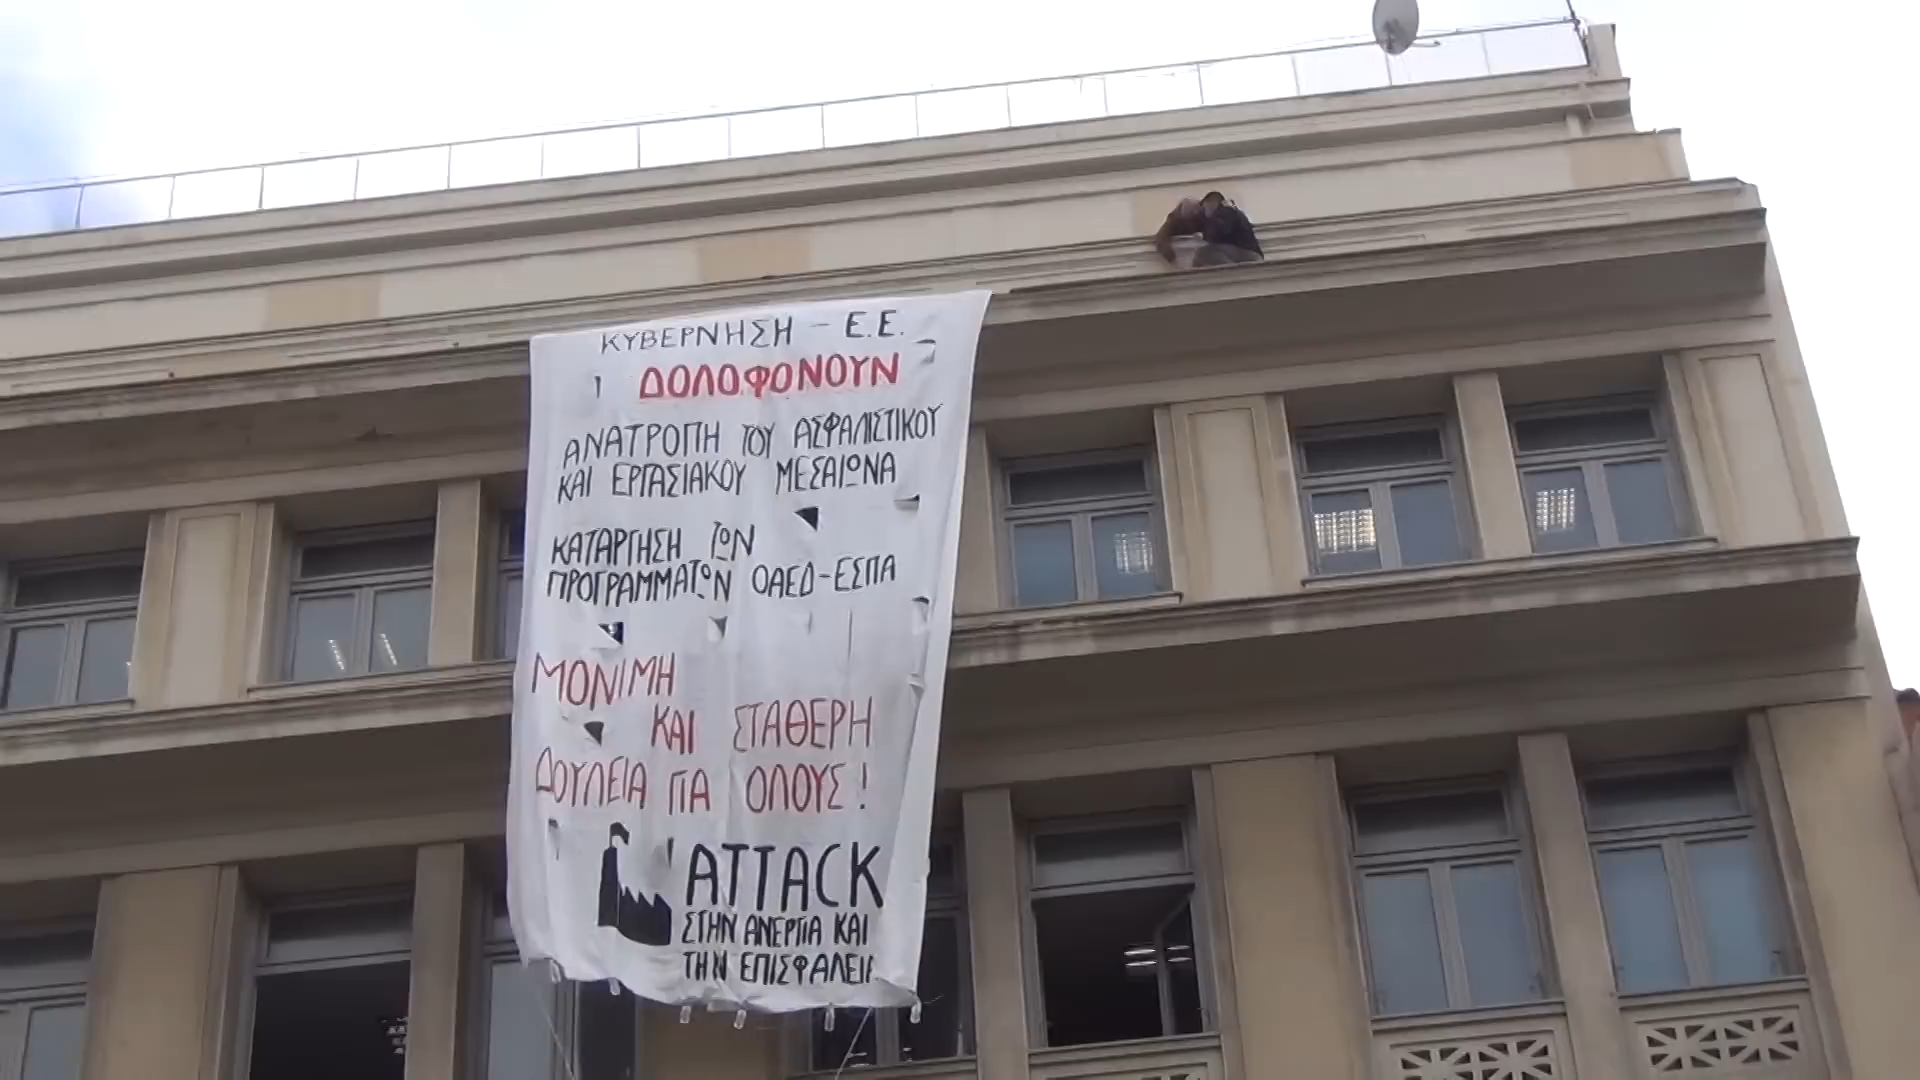 ΚΥΒΕΡΝΗΣΗ - Ε.Ε.
ΔΟΛΟΦΟΝΟΥΝ
ΑΝΑΤΡΟΠΗ ΤΟΥ ΑΣΦΑΛΙΣΤΙΚΟΥ
ΚΑΙ ΕΡΓΑΣΙΑΚΟΥ ΜΕΣΑΙΩΝΑ
ΚΑΤΑΡΓΗΣΗ ΤΩΝ
ΠΡΟΓΡΑΜΜΑΤΩΝ ΟΑΕΔ-ΕΣΠΑ
ΜΟΝΙΜΗ
ΚΑΙ ΣΤΑΘΕΡΗ
ΔΟΥΛΕΙΑ ΓΙΑ ΟΛΟΥΣ!
ATTACK
ΣΤΗΝ ΑΝΕΡΓΙΑ ΚΑΙ
ΤΗΝ ΕΠΙΣΦΑΛΕΙΑ